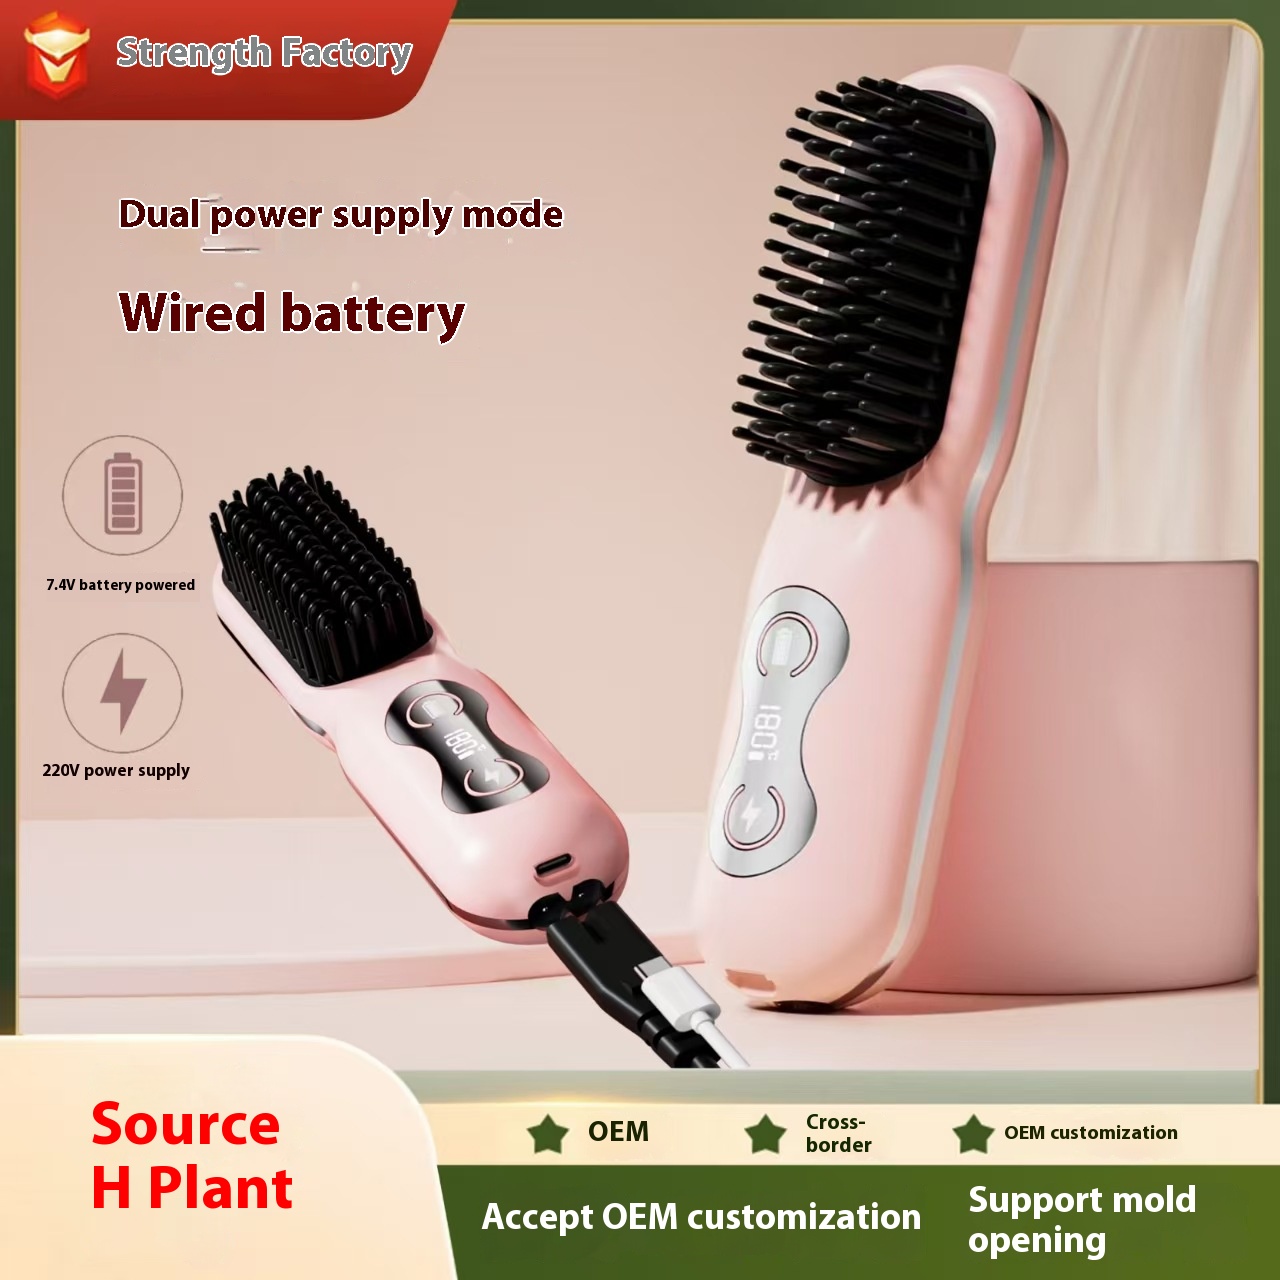 Strength Factory
Dual power supply mode
Wired battery
7.4V battery powered
220V power supply
180
180
Source
H Plant
OEM
Cross-
border
OEM customization
Accept OEM customization
Support mold
opening